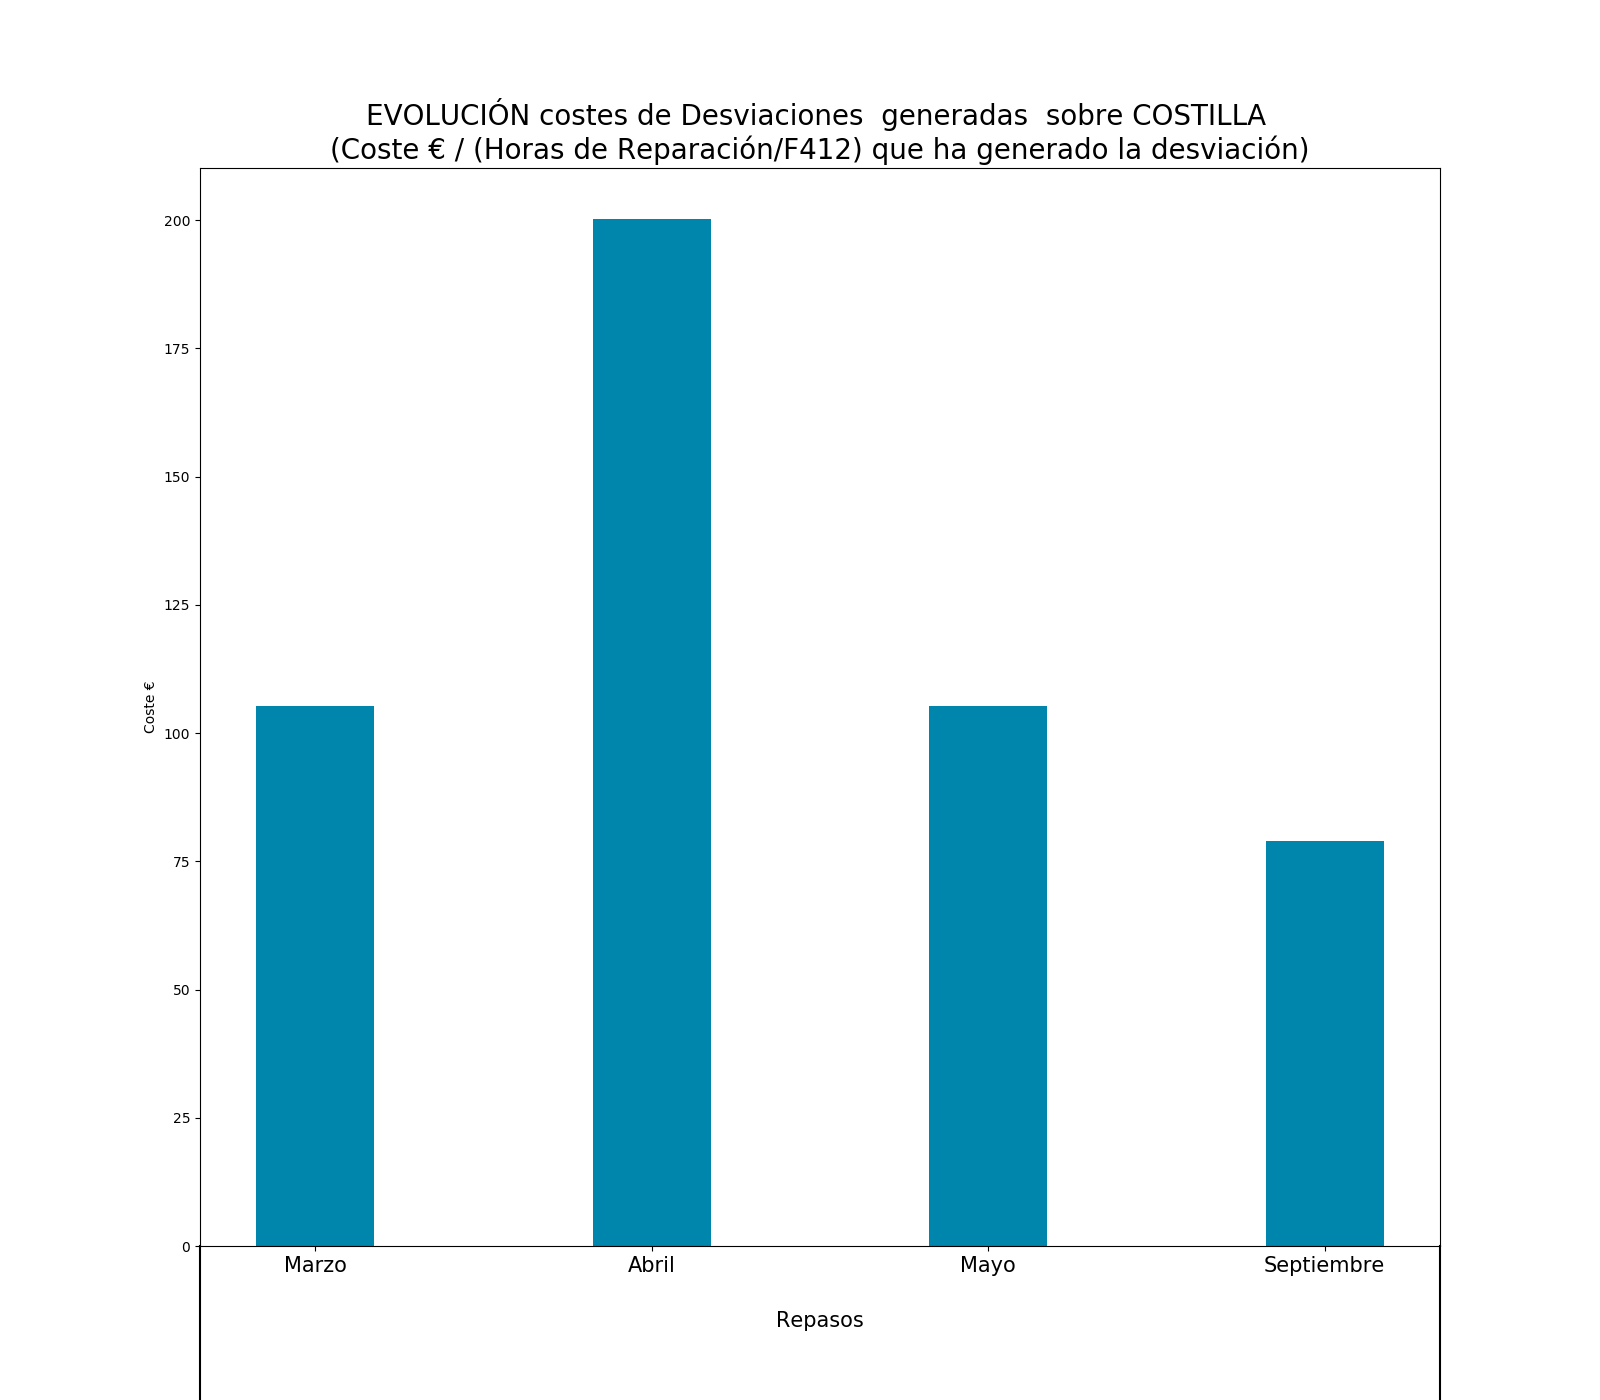 EVOLUCIÓN costes de Desviaciones  generadas  sobre COSTILLA
(Coste € / (Horas de Reparación/F412) que ha generado la desviación)
200
175
150
125
100
75
50
25
0
Coste €
Marzo Abril Mayo Septiembre
Repasos